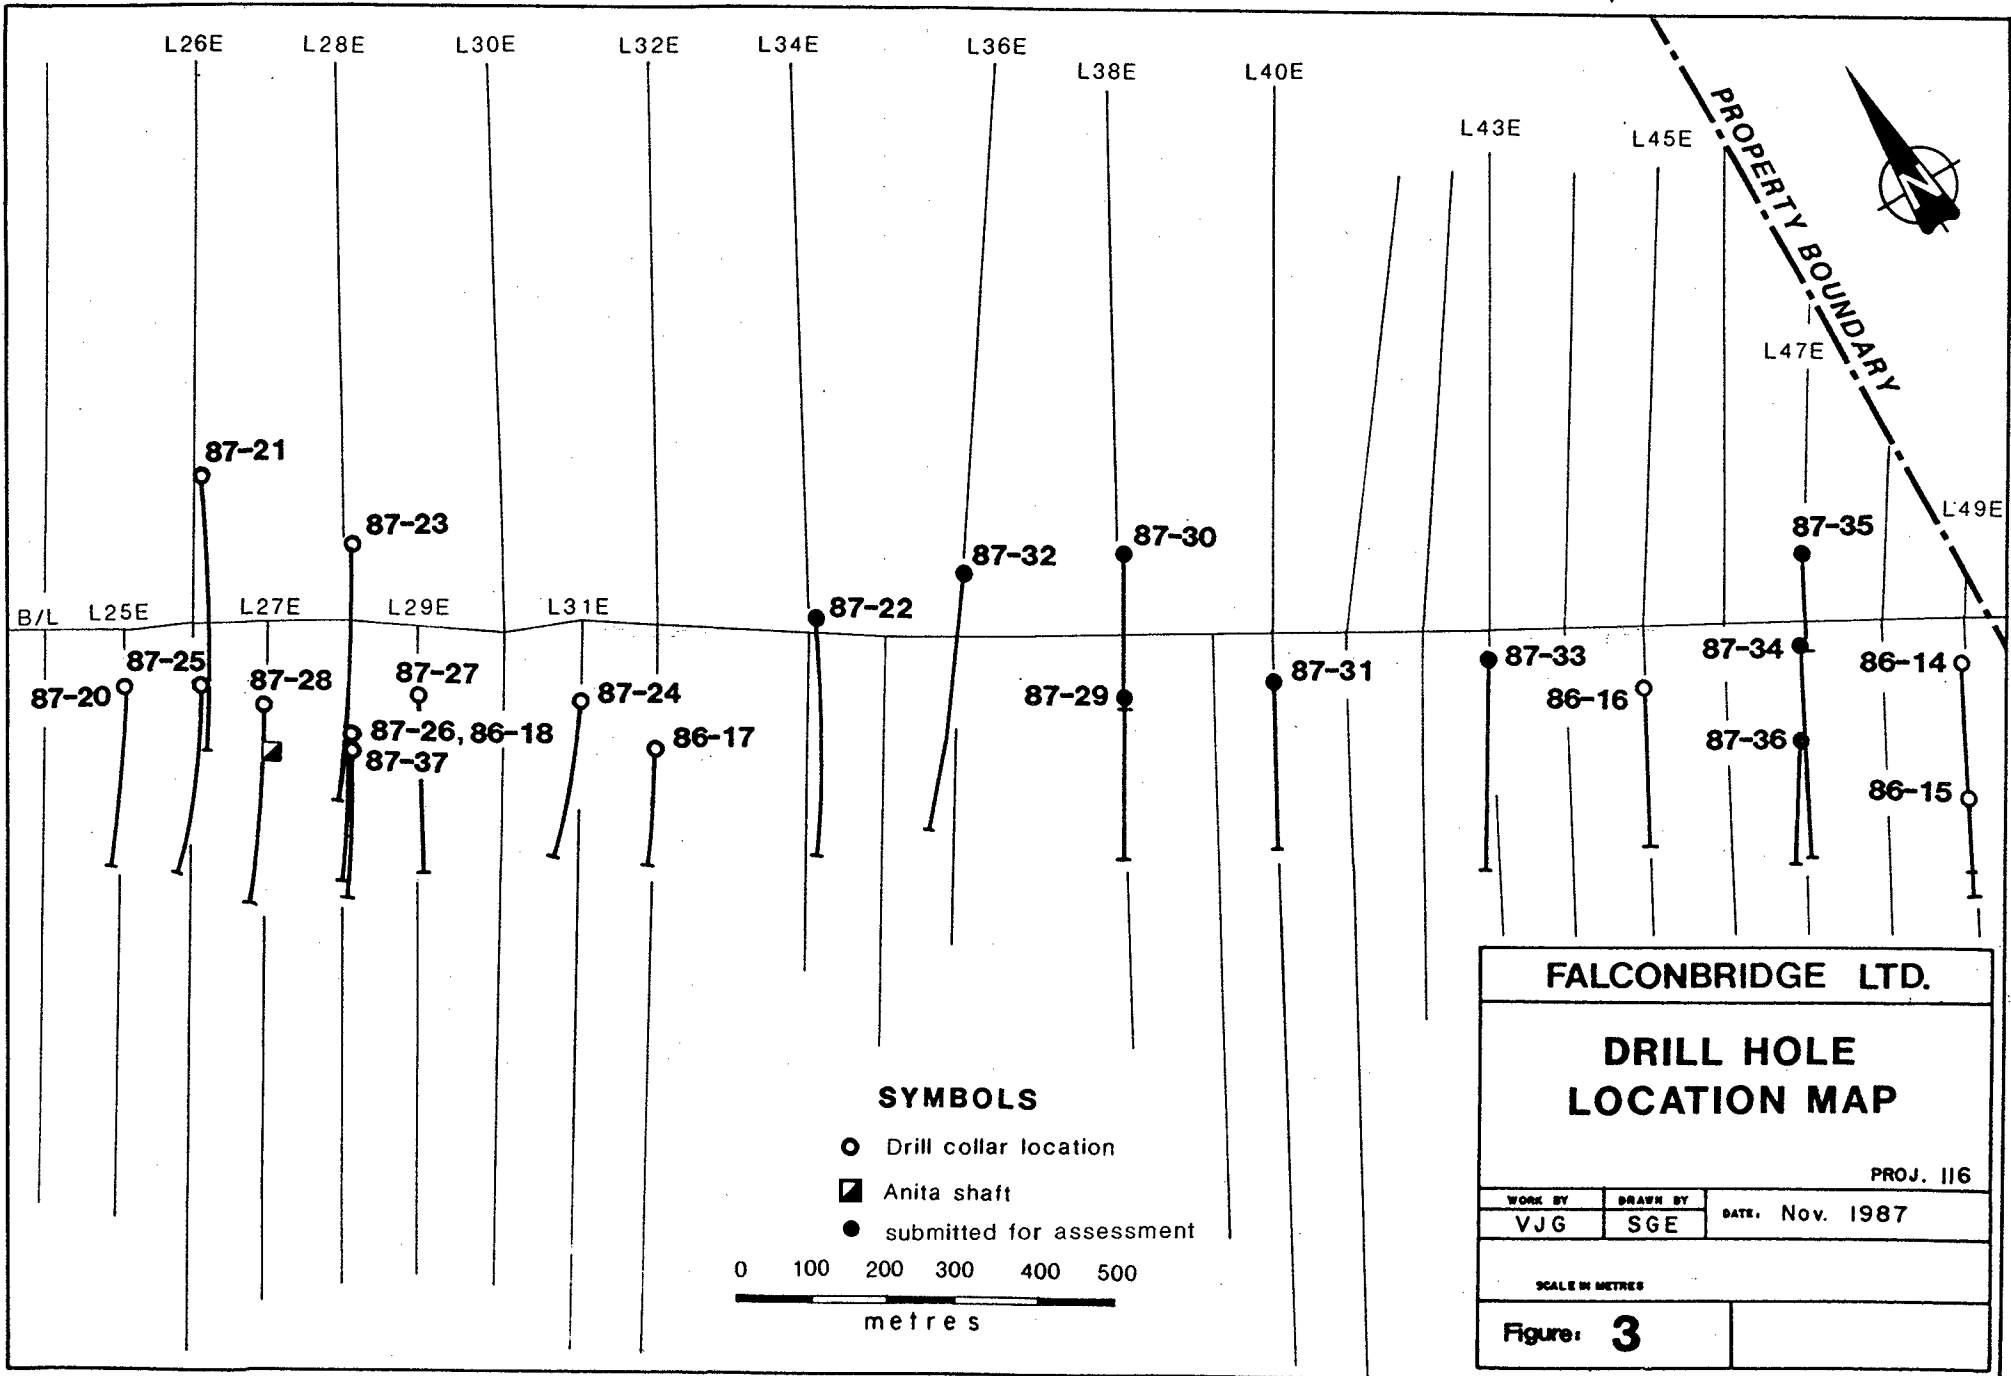 L26E
L28E
L30E
L32E
L34E
L36E
L38E
L40E
L43E
L45E
PROPERTY BOUNDARY
N
L47E
L49E
87-21
87-23
87-32
87-30
87-35
87-22
B/L
L25E
L27E
L29E
L31E
87-25
87-20
87-28
87-27
87-24
87-26, 86-18
87-37
86-17
87-29
87-31
87-33
86-16
87-34
87-36
86-14
86-15
SYMBOLS
Drill collar location
Anita shaft
submitted for assessment
0 100 200 300 400 500
metres
FALCONBRIDGE LTD.
DRILL HOLE
LOCATION MAP
PROJ. 116
WORK BY
VJG
DRAWN BY
SGE
DATE: Nov. 1987
SCALE IN METRES
Figure: 3